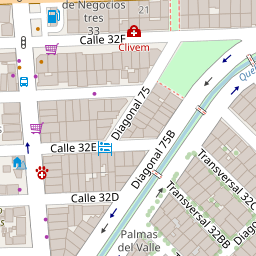 de Negocios
tres
33
21
Calle 32F
Clivem
Diagonal 75
Calle 32E
Diagonal 75B
Transversal 32C
Calle 32D
Transversal 32BB
Palmas
del Valle